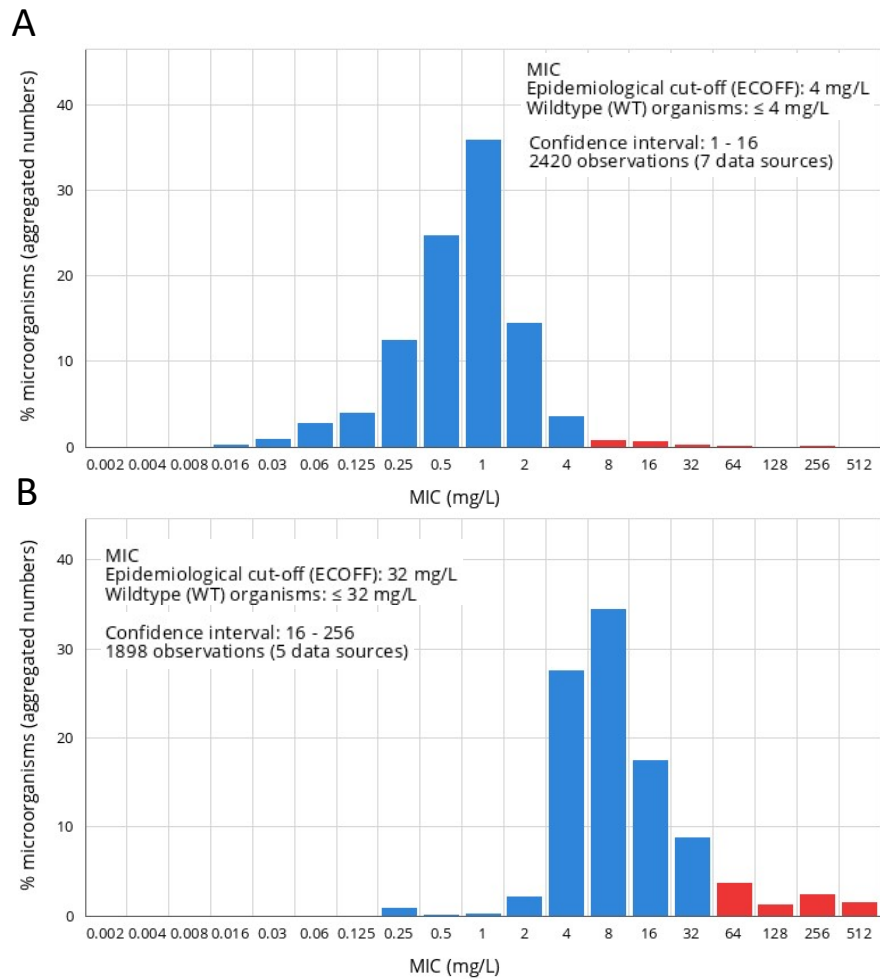 A
% microorganisms (aggregated numbers)
MIC
Epidemiological cut-off (ECOFF): 4 mg/L
Wildtype (WT) organisms: ≤ 4 mg/L
Confidence interval: 1 - 16
2420 observations (7 data sources)
40
30
20
10
0
0.002 0.004 0.008 0.016 0.03 0.06 0.125 0.25 0.5 1 2 4 8 16 32 64 128 256 512
MIC (mg/L)
B
% microorganisms (aggregated numbers)
MIC
Epidemiological cut-off (ECOFF): 32 mg/L
Wildtype (WT) organisms: ≤ 32 mg/L
Confidence interval: 16 - 256
1898 observations (5 data sources)
40
30
20
10
0
0.002 0.004 0.008 0.016 0.03 0.06 0.125 0.25 0.5 1 2 4 8 16 32 64 128 256 512
MIC (mg/L)